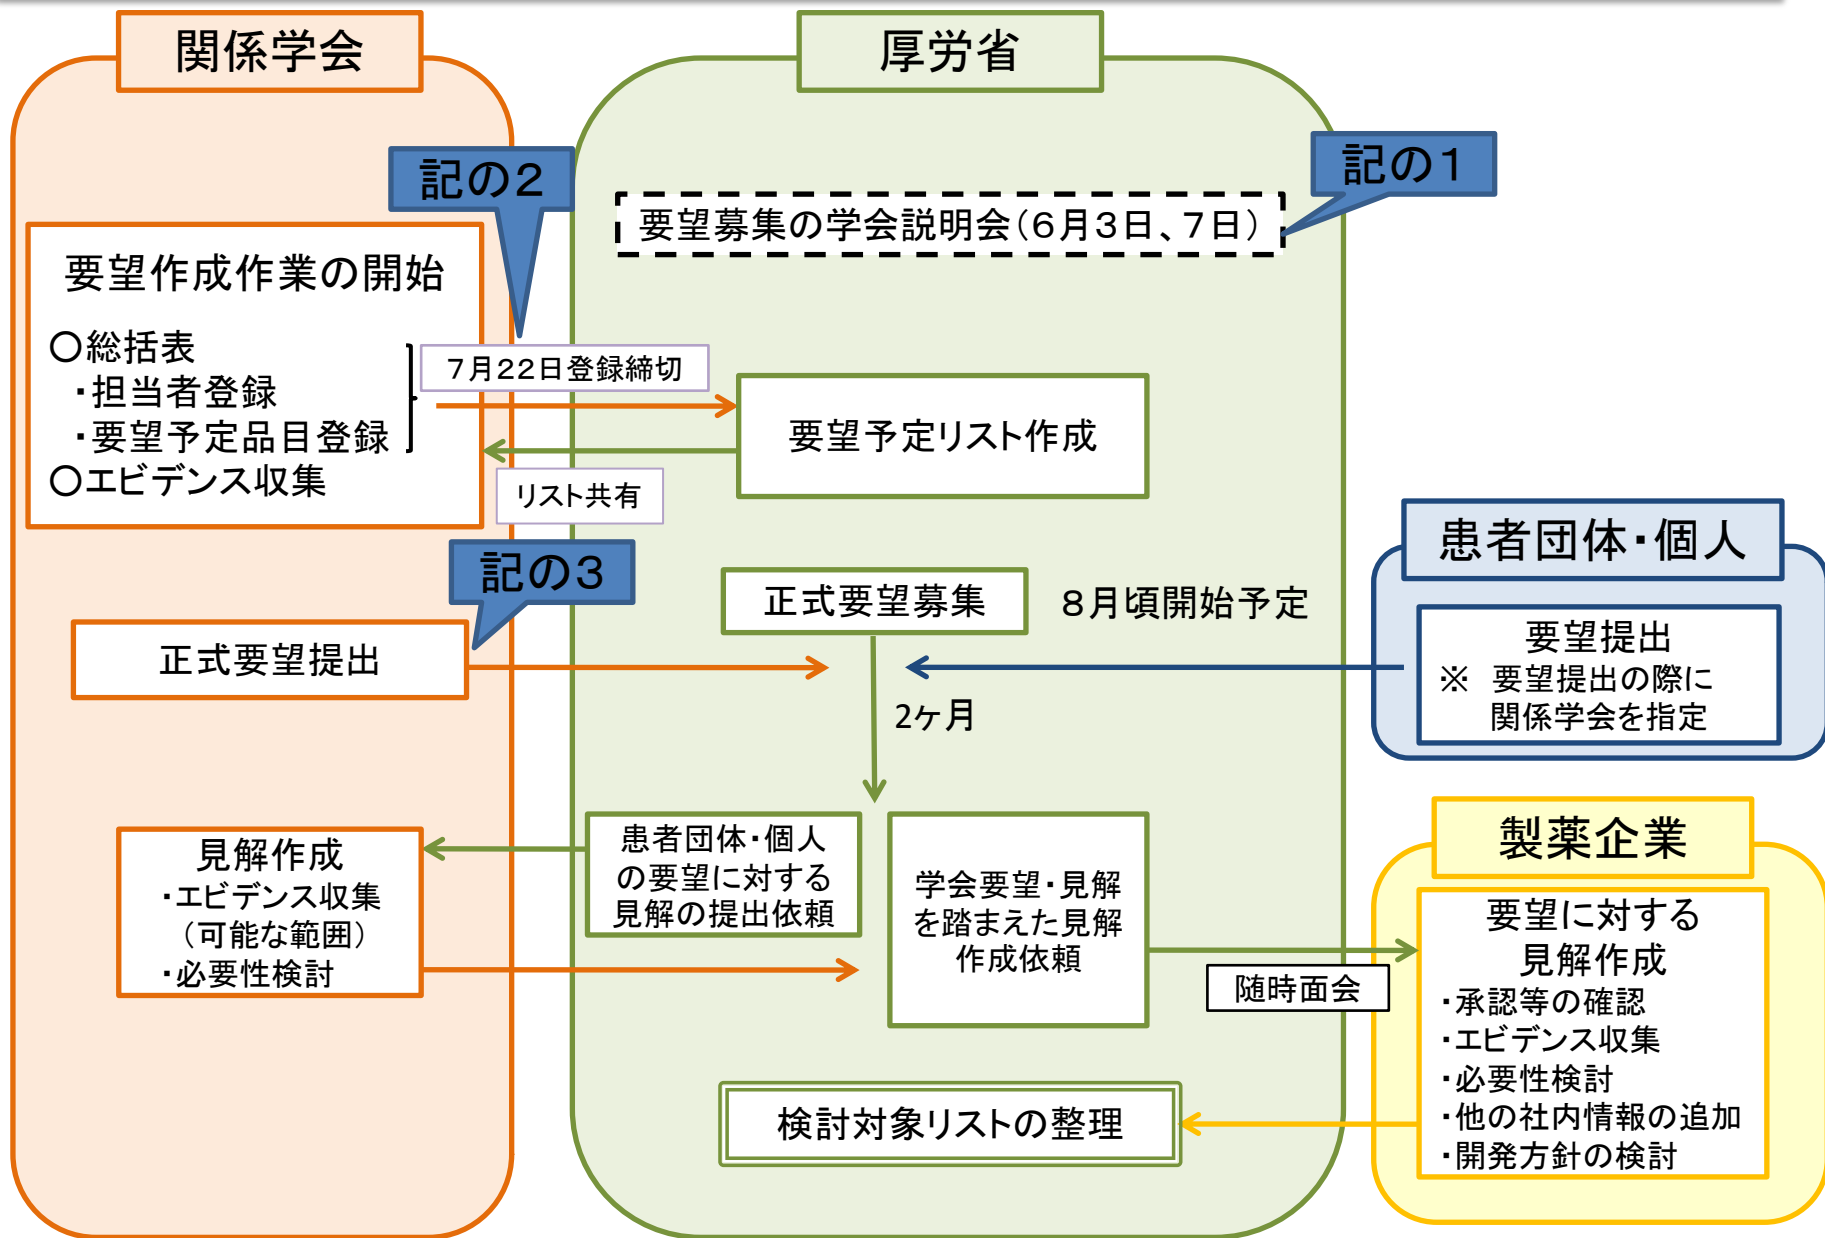 関係学会
厚労省
記の2
記の1
要望募集の学会説明会(6月3日、7日)
要望作成作業の開始
○総括表
・担当者登録
・要望予定品目登録
○エビデンス収集
7月22日登録締切
要望予定リスト作成
リスト共有
患者団体・個人
記の3
正式要望募集
8月頃開始予定
正式要望提出
要望提出
※ 要望提出の際に
関係学会を指定
2ヶ月
製薬企業
見解作成
・エビデンス収集
(可能な範囲)
・必要性検討
患者団体・個人
の要望に対する
見解の提出依頼
学会要望・見解
を踏まえた見解
作成依頼
要望に対する
見解作成
・承認等の確認
・エビデンス収集
・必要性検討
・他の社内情報の追加
・開発方針の検討
随時面会
検討対象リストの整理